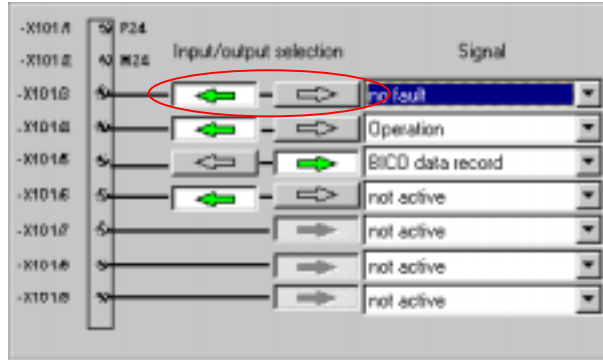 -X101/1 P24
-X101/2 M24
Input/output selection Signal
-X101/3 no fault
-X101/4 Operation
-X101/5 BICO data record
-X101/6 not active
-X101/7 not active
-X101/8 not active
-X101/9 not active